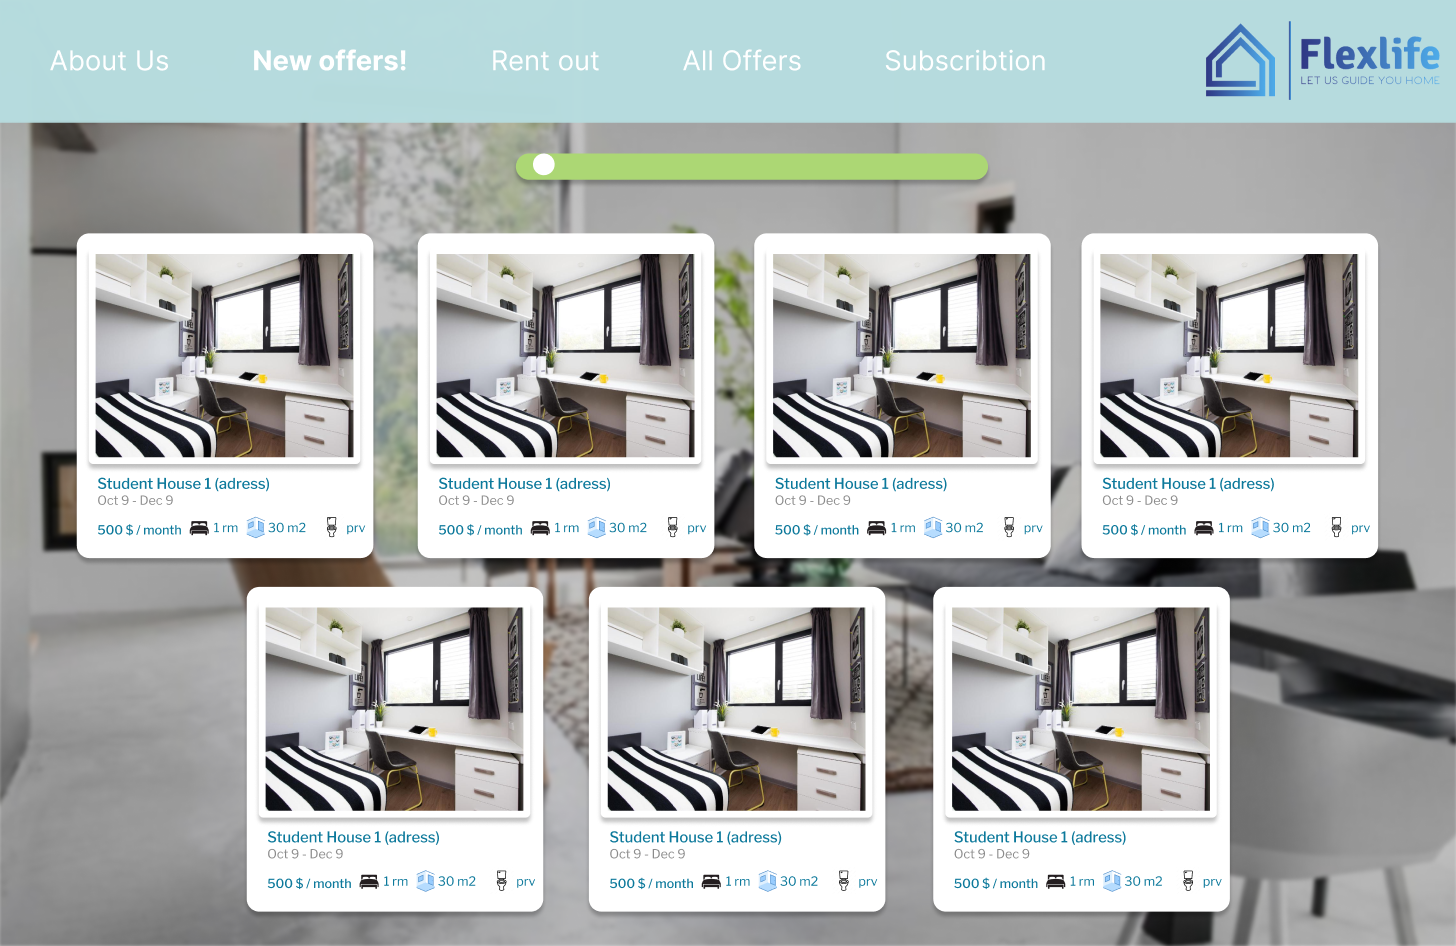 About Us
New offers!
Rent out
All Offers
Subscribtion
Flexlife
LET US GUIDE YOU HOME
Student House 1 (adress)
Oct 9 - Dec 9
500 $ / month 1 rm 30 m2 prv
Student House 1 (adress)
Oct 9 - Dec 9
500 $ / month 1 rm 30 m2 prv
Student House 1 (adress)
Oct 9 - Dec 9
500 $ / month 1 rm 30 m2 prv
Student House 1 (adress)
Oct 9 - Dec 9
500 $ / month 1 rm 30 m2 prv
Student House 1 (adress)
Oct 9 - Dec 9
500 $ / month 1 rm 30 m2 prv
Student House 1 (adress)
Oct 9 - Dec 9
500 $ / month 1 rm 30 m2 prv
Student House 1 (adress)
Oct 9 - Dec 9
500 $ / month 1 rm 30 m2 prv